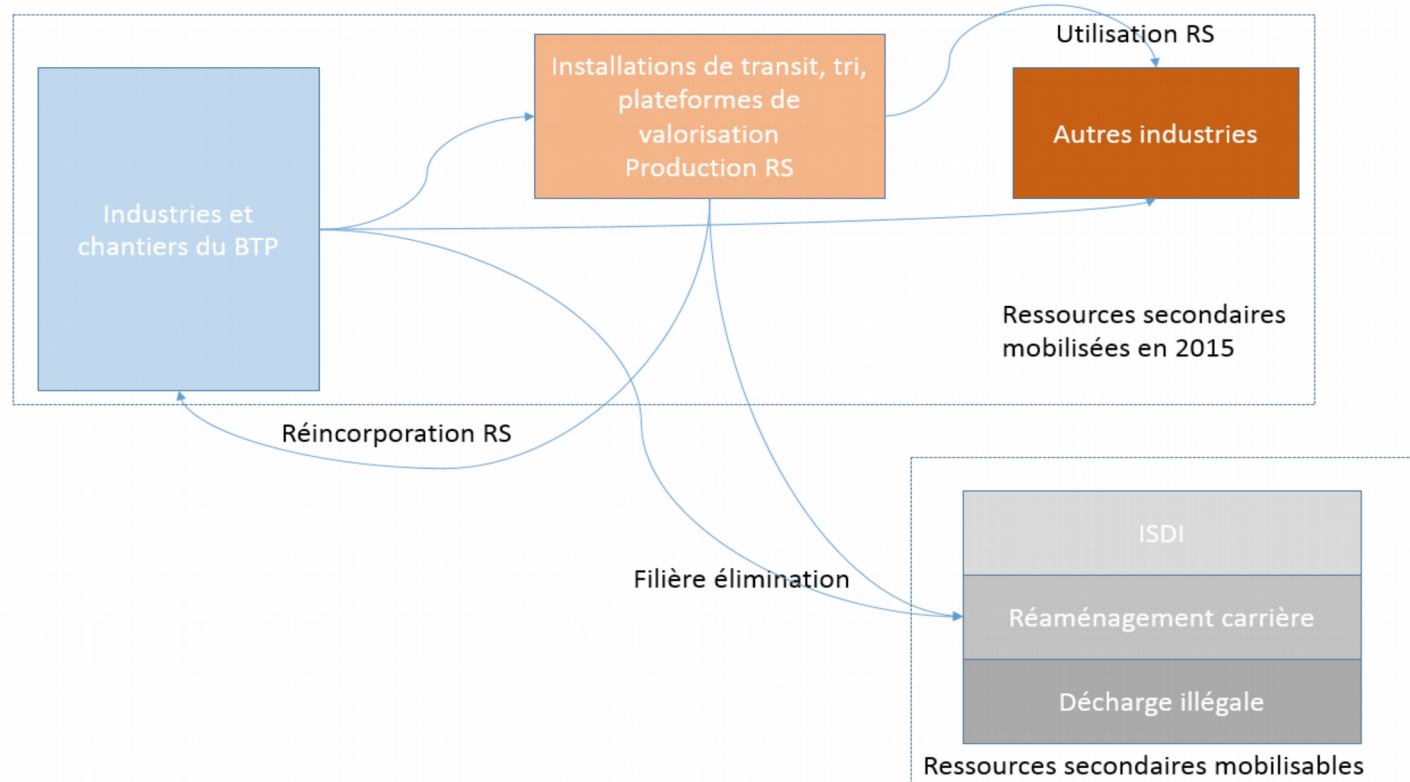 Utilisation RS
Installations de transit, tri,
plateformes de
valorisation
Production RS
Autres industries
Industries et
chantiers du BTP
Ressources secondaires
mobilisées en 2015
Réincorporation RS
ISDI
Filière élimination
Réaménagement carrière
Décharge illégale
Ressources secondaires mobilisables